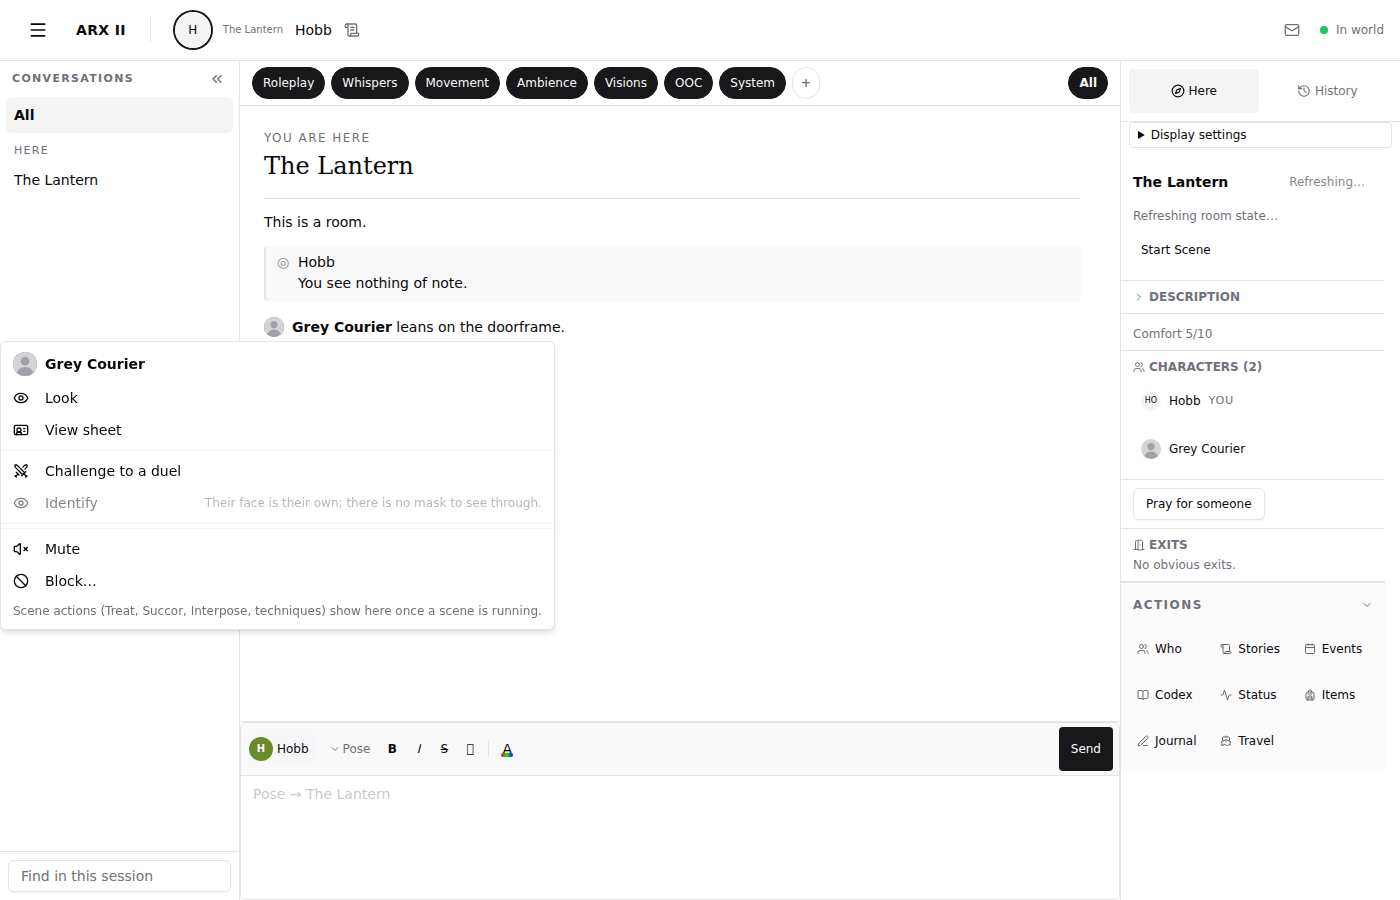 ARX II
H
The Lantern
Hobb
In world
CONVERSATIONS
All
HERE
The Lantern
Find in this session
Roleplay
Whispers
Movement
Ambience
Visions
OOC
System
+
All
YOU ARE HERE
The Lantern
This is a room.
Hobb
You see nothing of note.
Grey Courier leans on the doorframe.
Grey Courier
Look
View sheet
Challenge to a duel
Identify
Their face is their own; there is no mask to see through.
Mute
Block...
Scene actions (Treat, Succor, Interpose, techniques) show here once a scene is running.
H
Hobb
Pose
B
I
S
A
Send
Pose → The Lantern
Here
History
Display settings
The Lantern
Refreshing...
Refreshing room state...
Start Scene
DESCRIPTION
Comfort 5/10
CHARACTERS (2)
HO
Hobb YOU
Grey Courier
Pray for someone
EXITS
No obvious exits.
ACTIONS
Who
Stories
Events
Codex
Status
Items
Journal
Travel